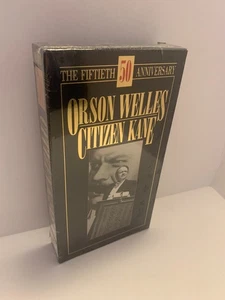 THE FIFTIETH 50 ANNIVERSARY
ORSON WELLES
CITIZEN KANE